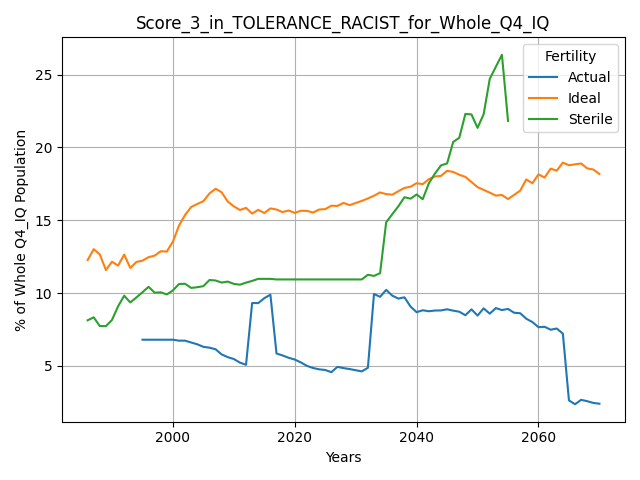 Score_3_in_TOLERANCE_RACIST_for_Whole_Q4_IQ
% of Whole Q4_IQ Population
25
20
15
10
5
Fertility
Actual
Ideal
Sterile
2000
2020
2040
2060
Years